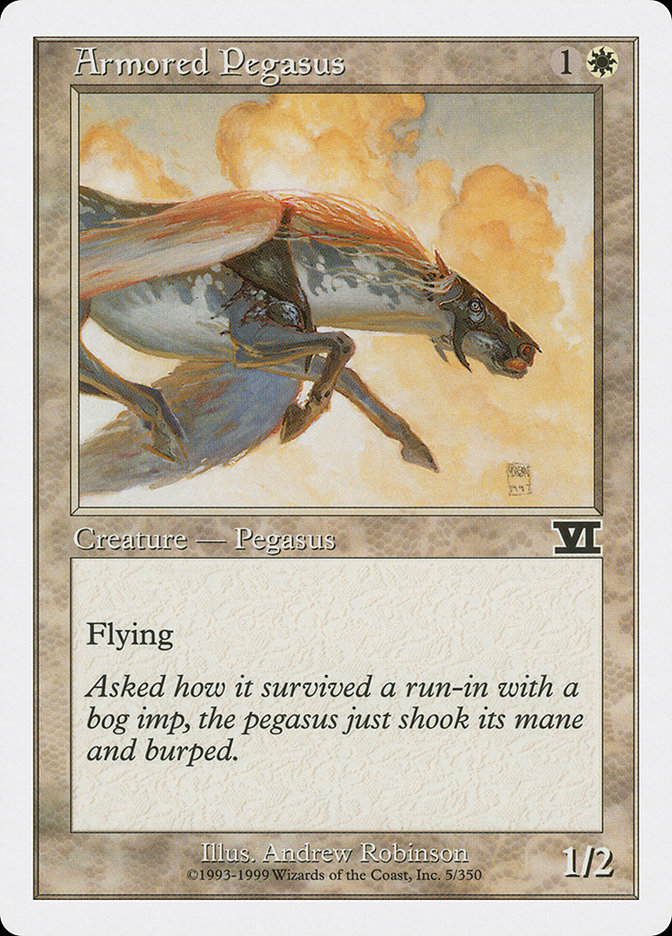 Armored Pegasus 1
Creature — Pegasus VI
Flying
Asked how it survived a run-in with a
bog imp, the pegasus just shook its mane
and burped.
Illus. Andrew Robinson
©1993-1999 Wizards of the Coast, Inc. 5/350
1/2